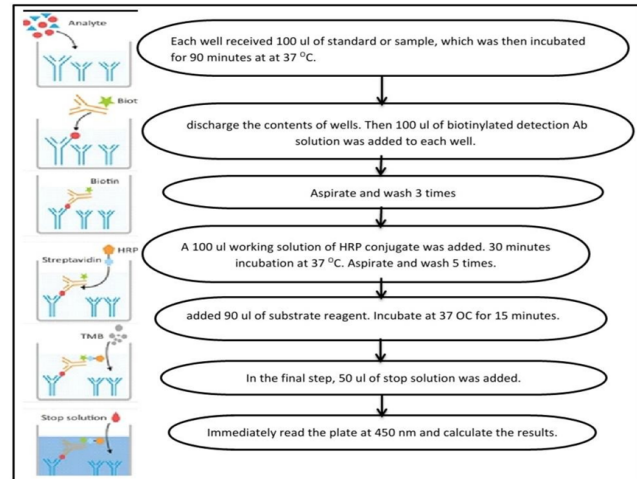 Analyte
Each well received 100 ul of standard or sample, which was then incubated
for 90 minutes at at 37 ᴼC.
Biot
discharge the contents of wells. Then 100 ul of biotinylated detection Ab
solution was added to each well.
Biotin
Aspirate and wash 3 times
HRP
Streptavidin
A 100 ul working solution of HRP conjugate was added. 30 minutes
incubation at 37 ᴼC. Aspirate and wash 5 times.
added 90 ul of substrate reagent. Incubate at 37 OC for 15 minutes.
TMB
In the final step, 50 ul of stop solution was added.
Stop solution
Immediately read the plate at 450 nm and calculate the results.